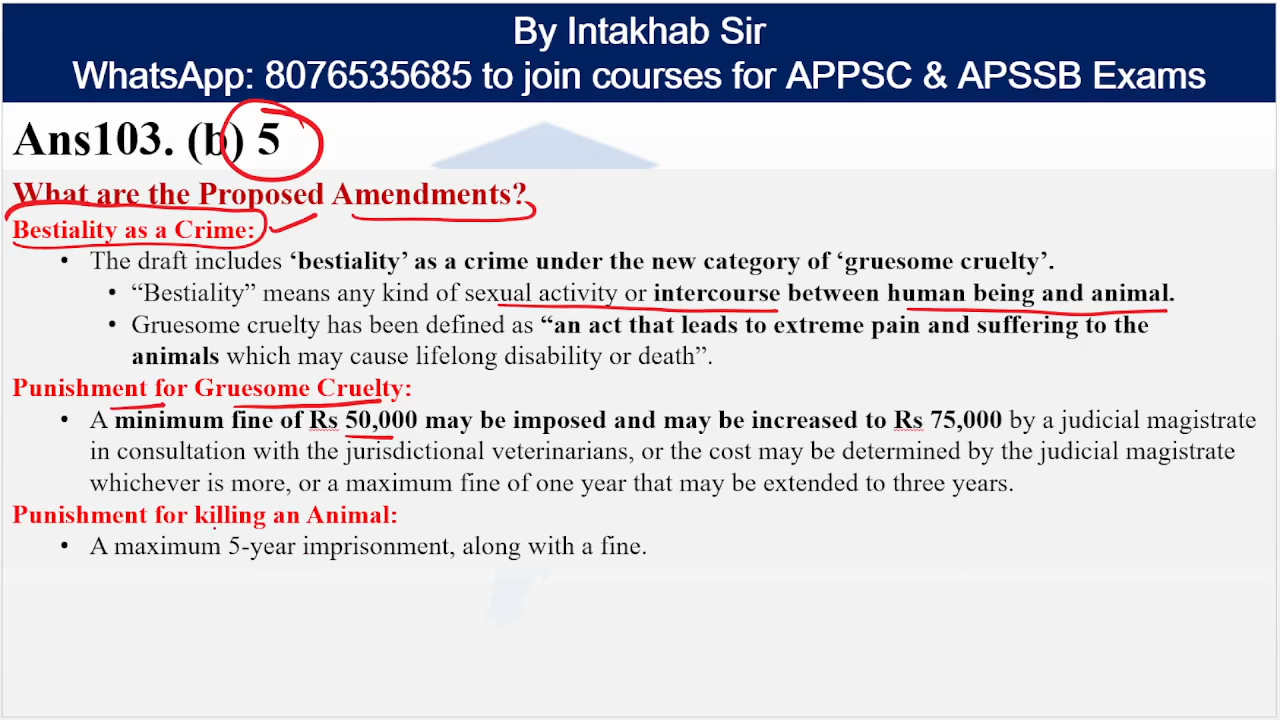 By Intakhab Sir
WhatsApp: 8076535685 to join courses for APPSC & APSSB Exams
Ans103. (b) 5
What are the Proposed Amendments?
Bestiality as a Crime:
• The draft includes ‘bestiality’ as a crime under the new category of ‘gruesome cruelty’.
• “Bestiality” means any kind of sexual activity or intercourse between human being and animal.
• Gruesome cruelty has been defined as “an act that leads to extreme pain and suffering to the
animals which may cause lifelong disability or death”.
Punishment for Gruesome Cruelty:
• A minimum fine of Rs 50,000 may be imposed and may be increased to Rs 75,000 by a judicial magistrate
in consultation with the jurisdictional veterinarians, or the cost may be determined by the judicial magistrate
whichever is more, or a maximum fine of one year that may be extended to three years.
Punishment for killing an Animal:
• A maximum 5-year imprisonment, along with a fine.